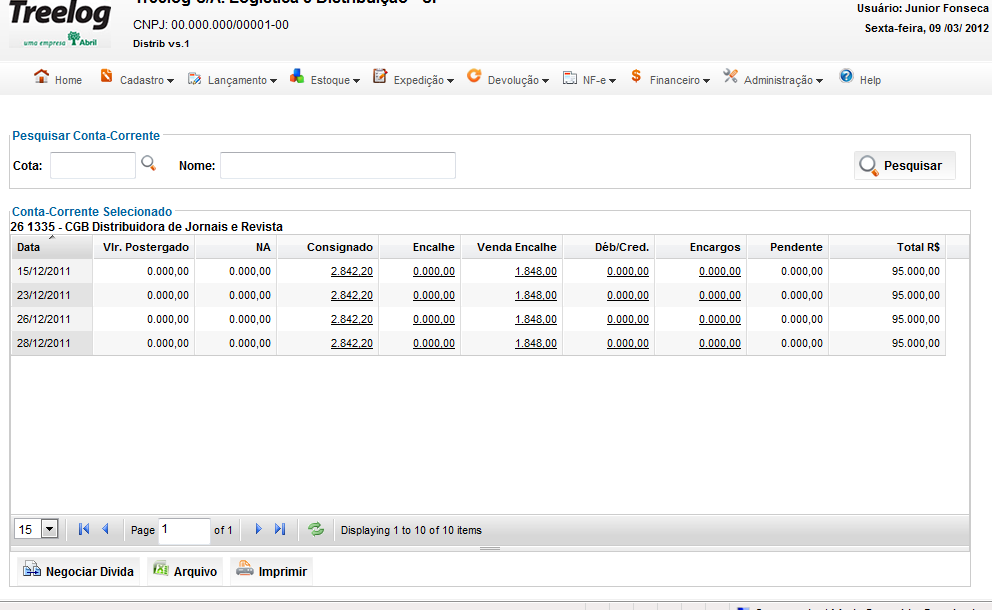 Treelog S/A. Logística e Distribuição - SP
Treelog
uma empresa Abril
CNPJ: 00.000.000/00001-00
Distrib vs.1
Usuário: Junior Fonseca
Sexta-feira, 09 /03/ 2012
Home Cadastro Lançamento Estoque Expedição Devolução NF-e Financeiro Administração Help
Pesquisar Conta-Corrente
Cota: Nome: Pesquisar
Conta-Corrente Selecionado
26 1335 - CGB Distribuidora de Jornais e Revista
Data Vlr. Postergado NA Consignado Encalhe Venda Encalhe Déb/Cred. Encargos Pendente Total R$
15/12/2011 0.000,00 0.000,00 2.842,20 0.000,00 1.848,00 0.000,00 0.000,00 0.000,00 95.000,00
23/12/2011 0.000,00 0.000,00 2.842,20 0.000,00 1.848,00 0.000,00 0.000,00 0.000,00 95.000,00
26/12/2011 0.000,00 0.000,00 2.842,20 0.000,00 1.848,00 0.000,00 0.000,00 0.000,00 95.000,00
28/12/2011 0.000,00 0.000,00 2.842,20 0.000,00 1.848,00 0.000,00 0.000,00 0.000,00 95.000,00
15 Page 1 of 1 Displaying 1 to 10 of 10 items
Negociar Divida Arquivo Imprimir